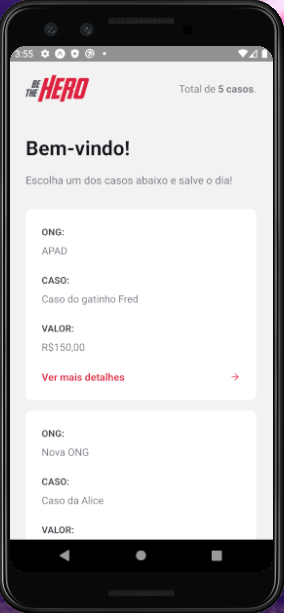 3:55
BE
THE HERO
Total de 5 casos.
Bem-vindo!
Escolha um dos casos abaixo e salve o dia!
ONG:
APAD
CASO:
Caso do gatinho Fred
VALOR:
R$150,00
Ver mais detalhes
ONG:
Nova ONG
CASO:
Caso da Alice
VALOR: